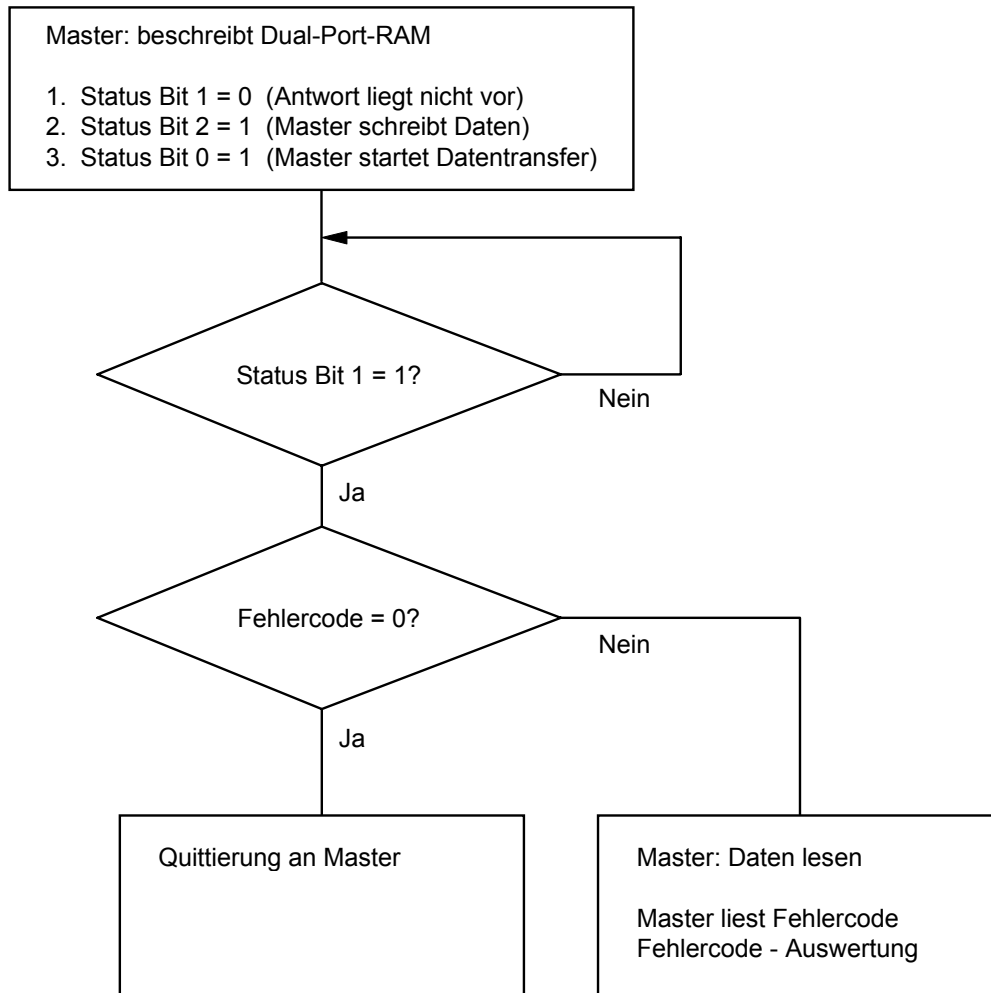 Master: beschreibt Dual-Port-RAM
1. Status Bit 1 = 0 (Antwort liegt nicht vor)
2. Status Bit 2 = 1 (Master schreibt Daten)
3. Status Bit 0 = 1 (Master startet Datentransfer)
Status Bit 1 = 1?
Nein
Ja
Fehlercode = 0?
Nein
Ja
Quittierung an Master
Master: Daten lesen
Master liest Fehlercode
Fehlercode - Auswertung